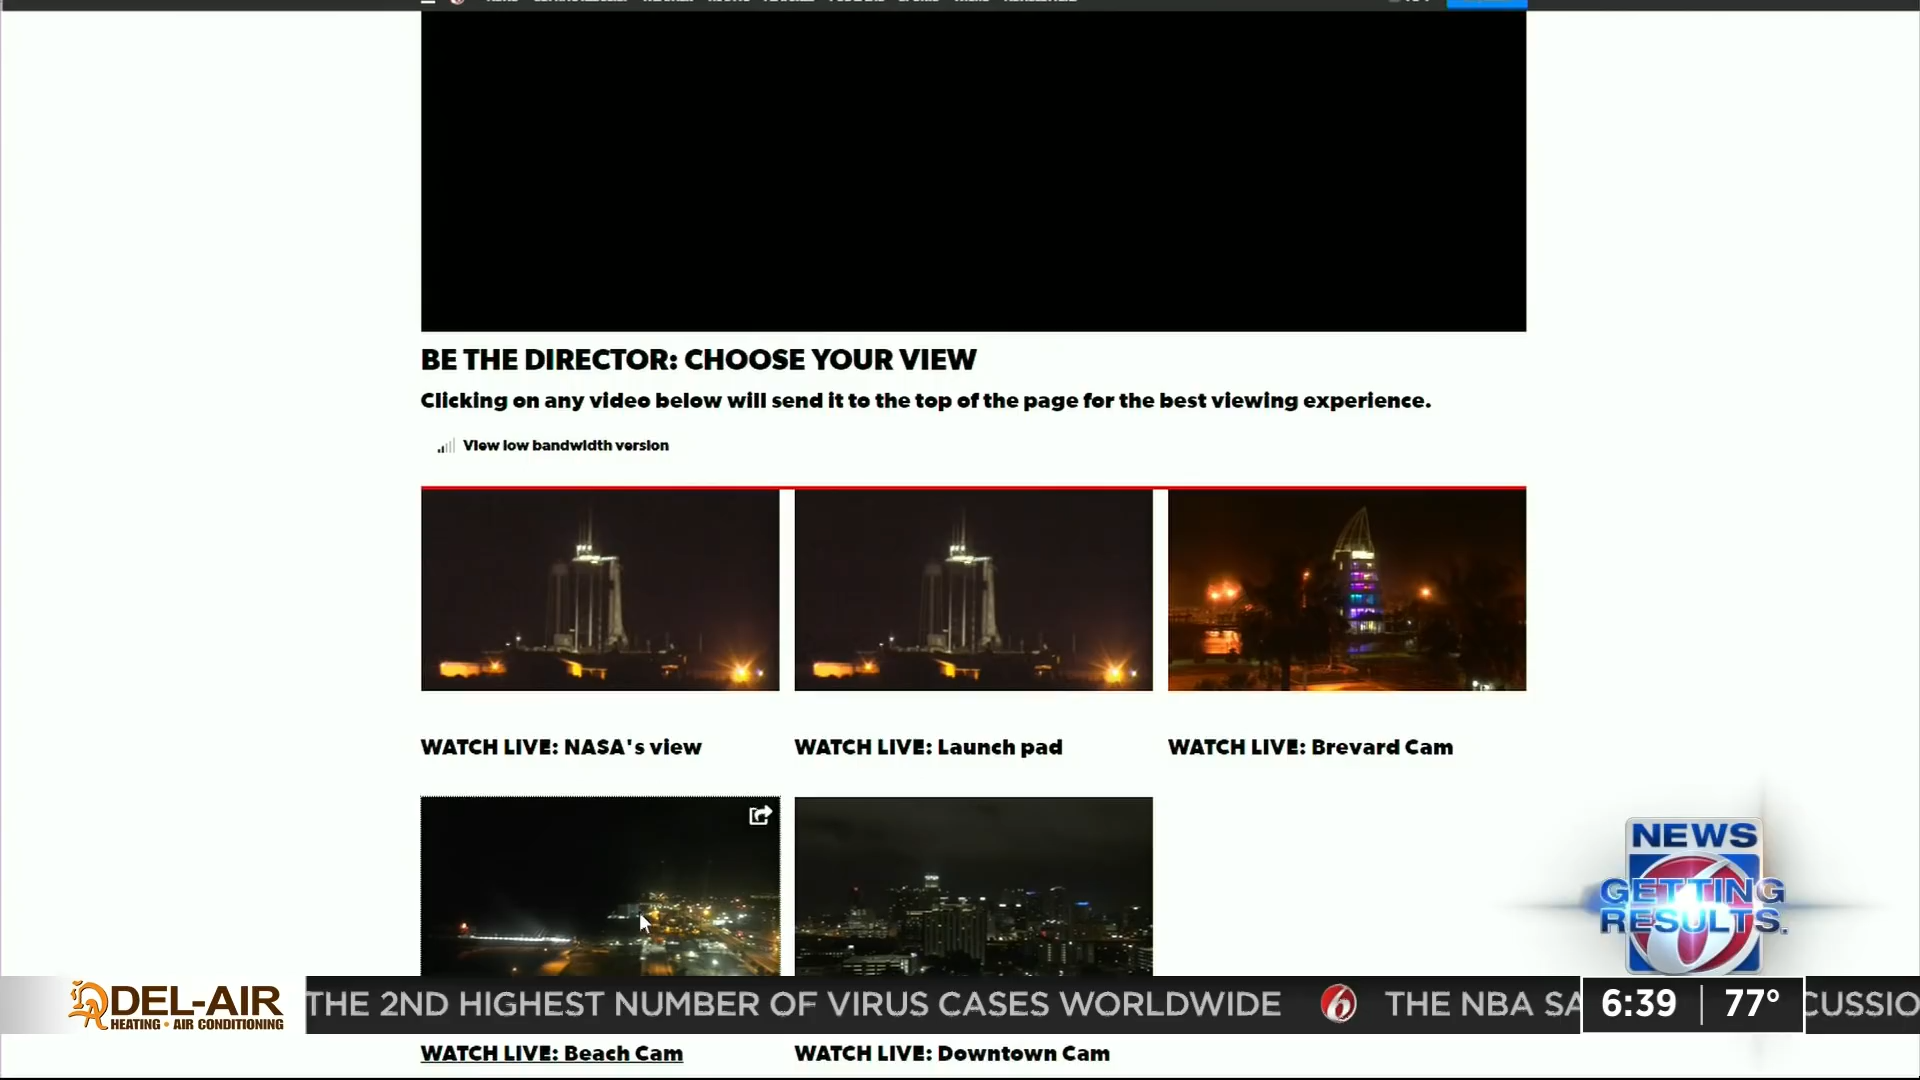 BE THE DIRECTOR: CHOOSE YOUR VIEW
Clicking on any video below will send it to the top of the page for the best viewing experience.
View low bandwidth version
WATCH LIVE: NASA's view
WATCH LIVE: Launch pad
WATCH LIVE: Brevard Cam
NEWS
6
GETTING
RESULTS.
DEL-AIR
HEATING • AIR CONDITIONING
THE 2ND HIGHEST NUMBER OF VIRUS CASES WORLDWIDE 6 THE NBA SA
6:39 77°
CUSSIO
WATCH LIVE: Beach Cam
WATCH LIVE: Downtown Cam